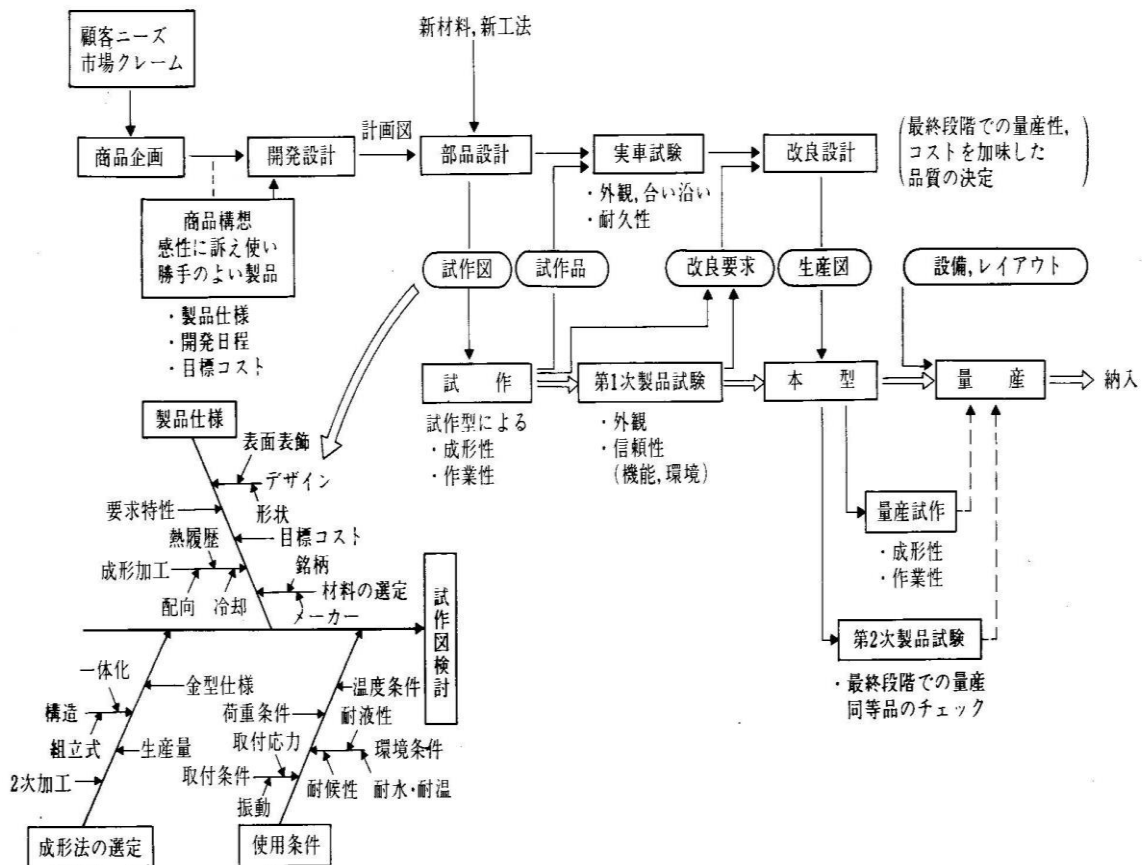 顧客ニーズ
市場クレーム
新材料,新工法
商品企画
開発設計
計画図
部品設計
実車試験
改良設計
(最終段階での量産性,
コストを加味した
品質の決定)
・外観,合い沿い
・耐久性
商品構想
感性に訴え使い
勝手のよい製品
・製品仕様
・開発日程
・目標コスト
試作図
試作品
改良要求
生産図
設備,レイアウト
試 作
第1次製品試験
本 型
量 産
納入
試作型による
・成形性
・作業性
・外観
・信頼性
(機能,環境)
量産試作
・成形性
・作業性
第2次製品試験
・最終段階での量産
同等品のチェック
製品仕様
表面表飾
デザイン
形状
要求特性
目標コスト
熱履歴
成形加工
配向
冷却
銘柄
材料の選定
メーカー
試作図検討
一体化
金型仕様
構造
組立式
生産量
2次加工
成形法の選定
温度条件
荷重条件
耐液性
取付応力
環境条件
取付条件
耐候性
耐水・耐温
振動
使用条件